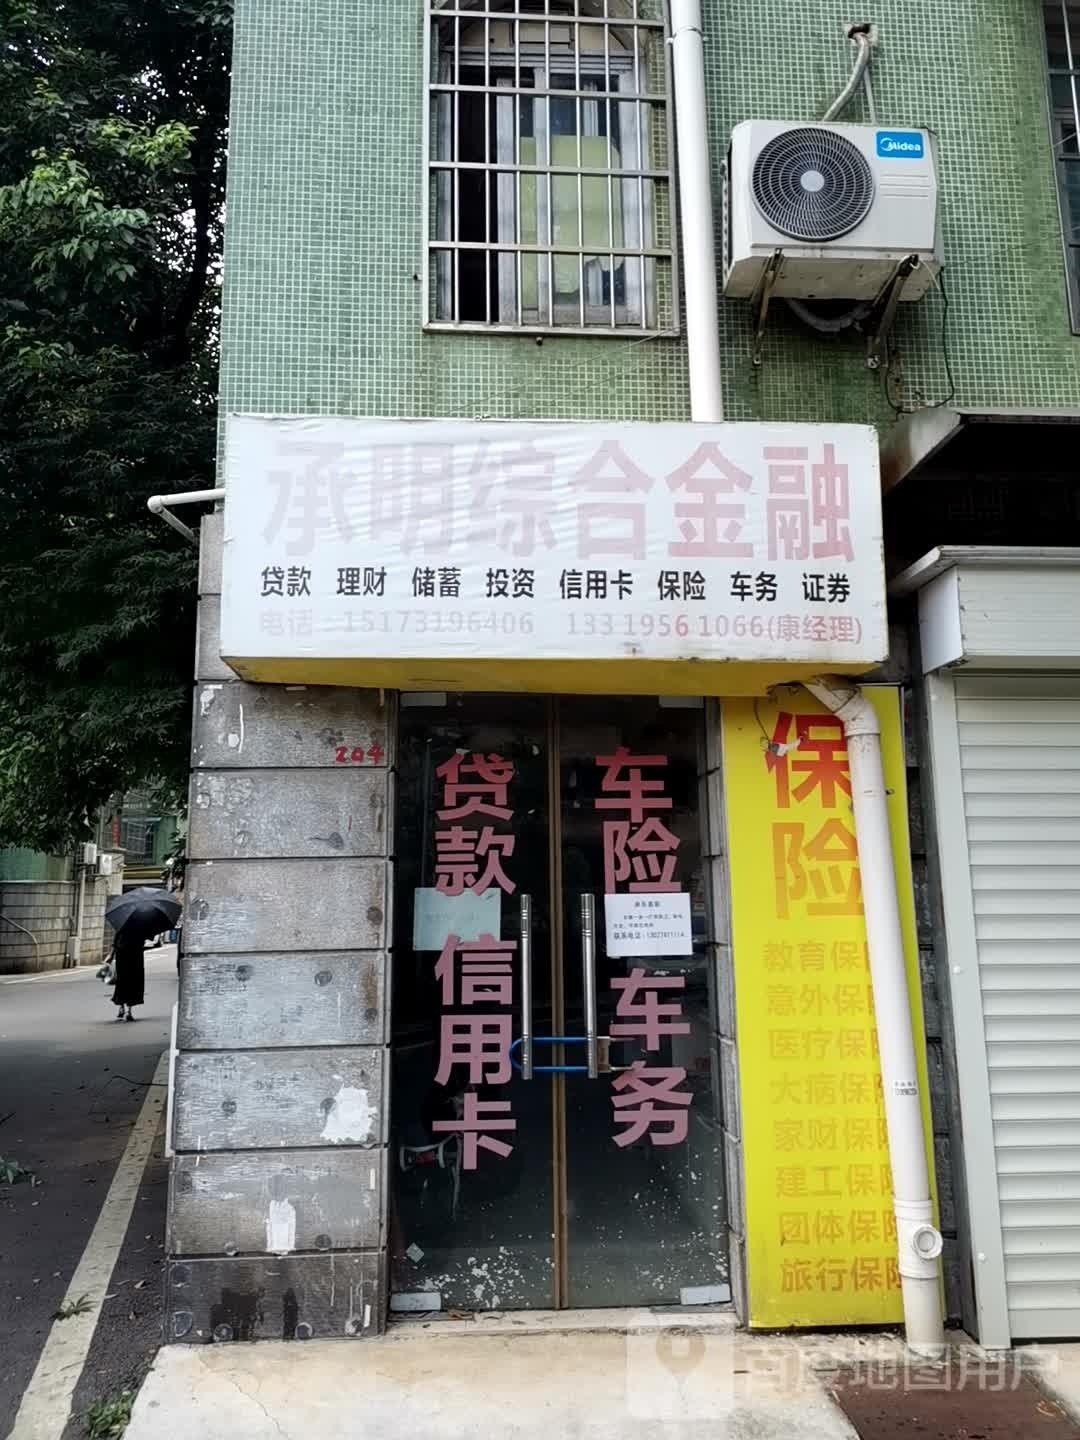 Midea
承明综合金融
贷款 理财 储蓄 投资 信用卡 保险 车务 证券
电话:15173196406 13319561066(康经理)
204
贷款 信用卡
车险 车务
保险
教育保险
意外保险
医疗保险
大病保险
家财保险
建工保险
团体保险
旅行保险
百度地图用户